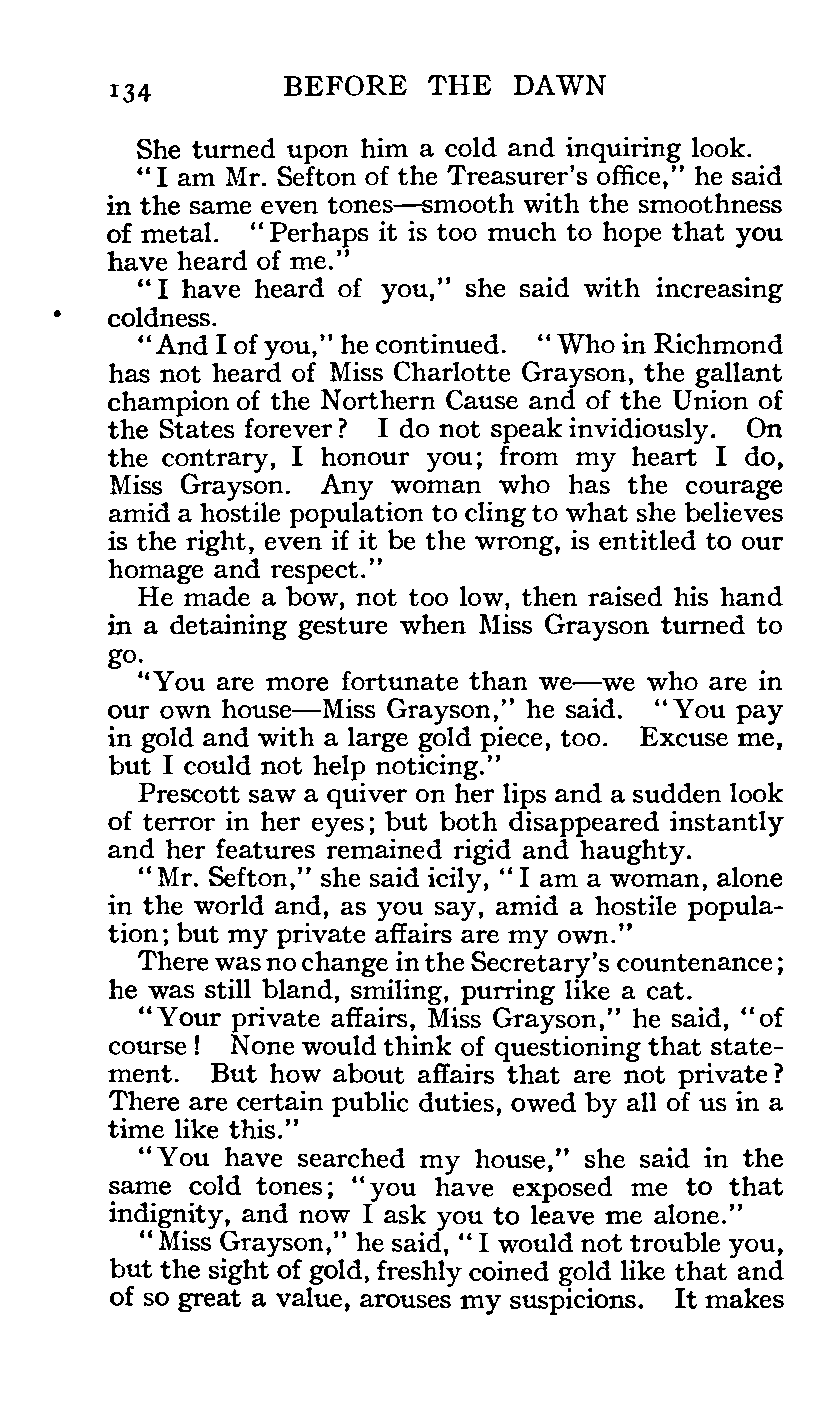 134 BEFORE THE DAWN
She turned upon him a cold and inquiring look.
"I am Mr. Sefton of the Treasurer's office," he said
in the same even tones—smooth with the smoothness
of metal. "Perhaps it is too much to hope that you
have heard of me."
"I have heard of you," she said with increasing
coldness.
"And I of you," he continued. "Who in Richmond
has not heard of Miss Charlotte Grayson, the gallant
champion of the Northern Cause and of the Union of
the States forever? I do not speak invidiously. On
the contrary, I honour you; from my heart I do,
Miss Grayson. Any woman who has the courage
amid a hostile population to cling to what she believes
is the right, even if it be the wrong, is entitled to our
homage and respect."
He made a bow, not too low, then raised his hand
in a detaining gesture when Miss Grayson turned to
go.
"You are more fortunate than we—we who are in
our own house—Miss Grayson," he said. "You pay
in gold and with a large gold piece, too. Excuse me,
but I could not help noticing."
Prescott saw a quiver on her lips and a sudden look
of terror in her eyes; but both disappeared instantly
and her features remained rigid and haughty.
"Mr. Sefton," she said icily, "I am a woman, alone
in the world and, as you say, amid a hostile popula-
tion; but my private affairs are my own."
There was no change in the Secretary's countenance;
he was still bland, smiling, purring like a cat.
"Your private affairs, Miss Grayson," he said, "of
course! None would think of questioning that state-
ment. But how about affairs that are not private?
There are certain public duties, owed by all of us in a
time like this."
"You have searched my house," she said in the
same cold tones; "you have exposed me to that
indignity, and now I ask you to leave me alone."
"Miss Grayson," he said, "I would not trouble you,
but the sight of gold, freshly coined gold like that and
of so great a value, arouses my suspicions. It makes